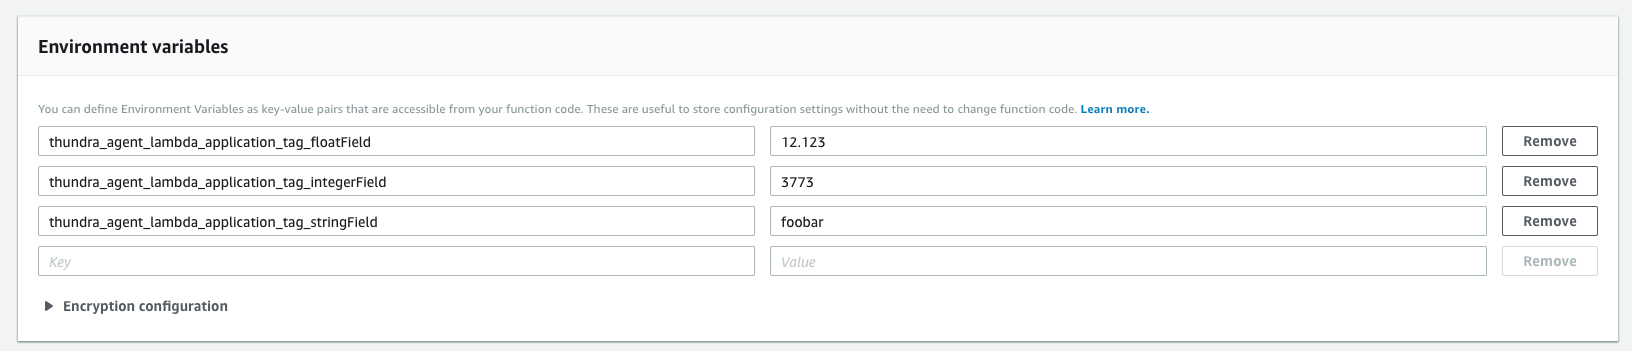 Environment variables
You can define Environment Variables as key-value pairs that are accessible from your function code. These are useful to store configuration settings without the need to change function code. Learn more.
thundra_agent_lambda_application_tag_floatField 12.123 Remove
thundra_agent_lambda_application_tag_integerField 3773 Remove
thundra_agent_lambda_application_tag_stringField foobar Remove
Key Value Remove
Encryption configuration